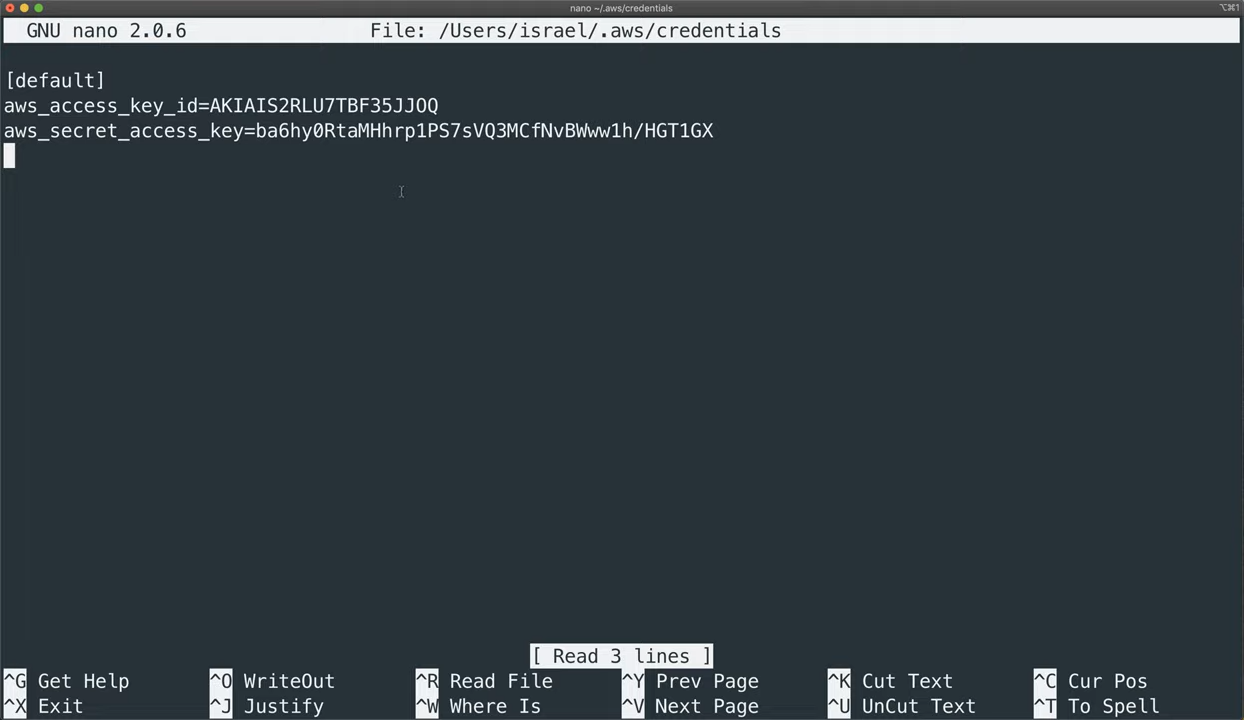 nano ~/.aws/credentials
⌥⌘1
GNU nano 2.0.6 File: /Users/israel/.aws/credentials
[default]
aws_access_key_id=AKIAIS2RLU7TBF35JJOQ
aws_secret_access_key=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
[ Read 3 lines ]
^G Get Help ^O WriteOut ^R Read File ^Y Prev Page ^K Cut Text ^C Cur Pos
^X Exit ^J Justify ^W Where Is ^V Next Page ^U UnCut Text ^T To Spell